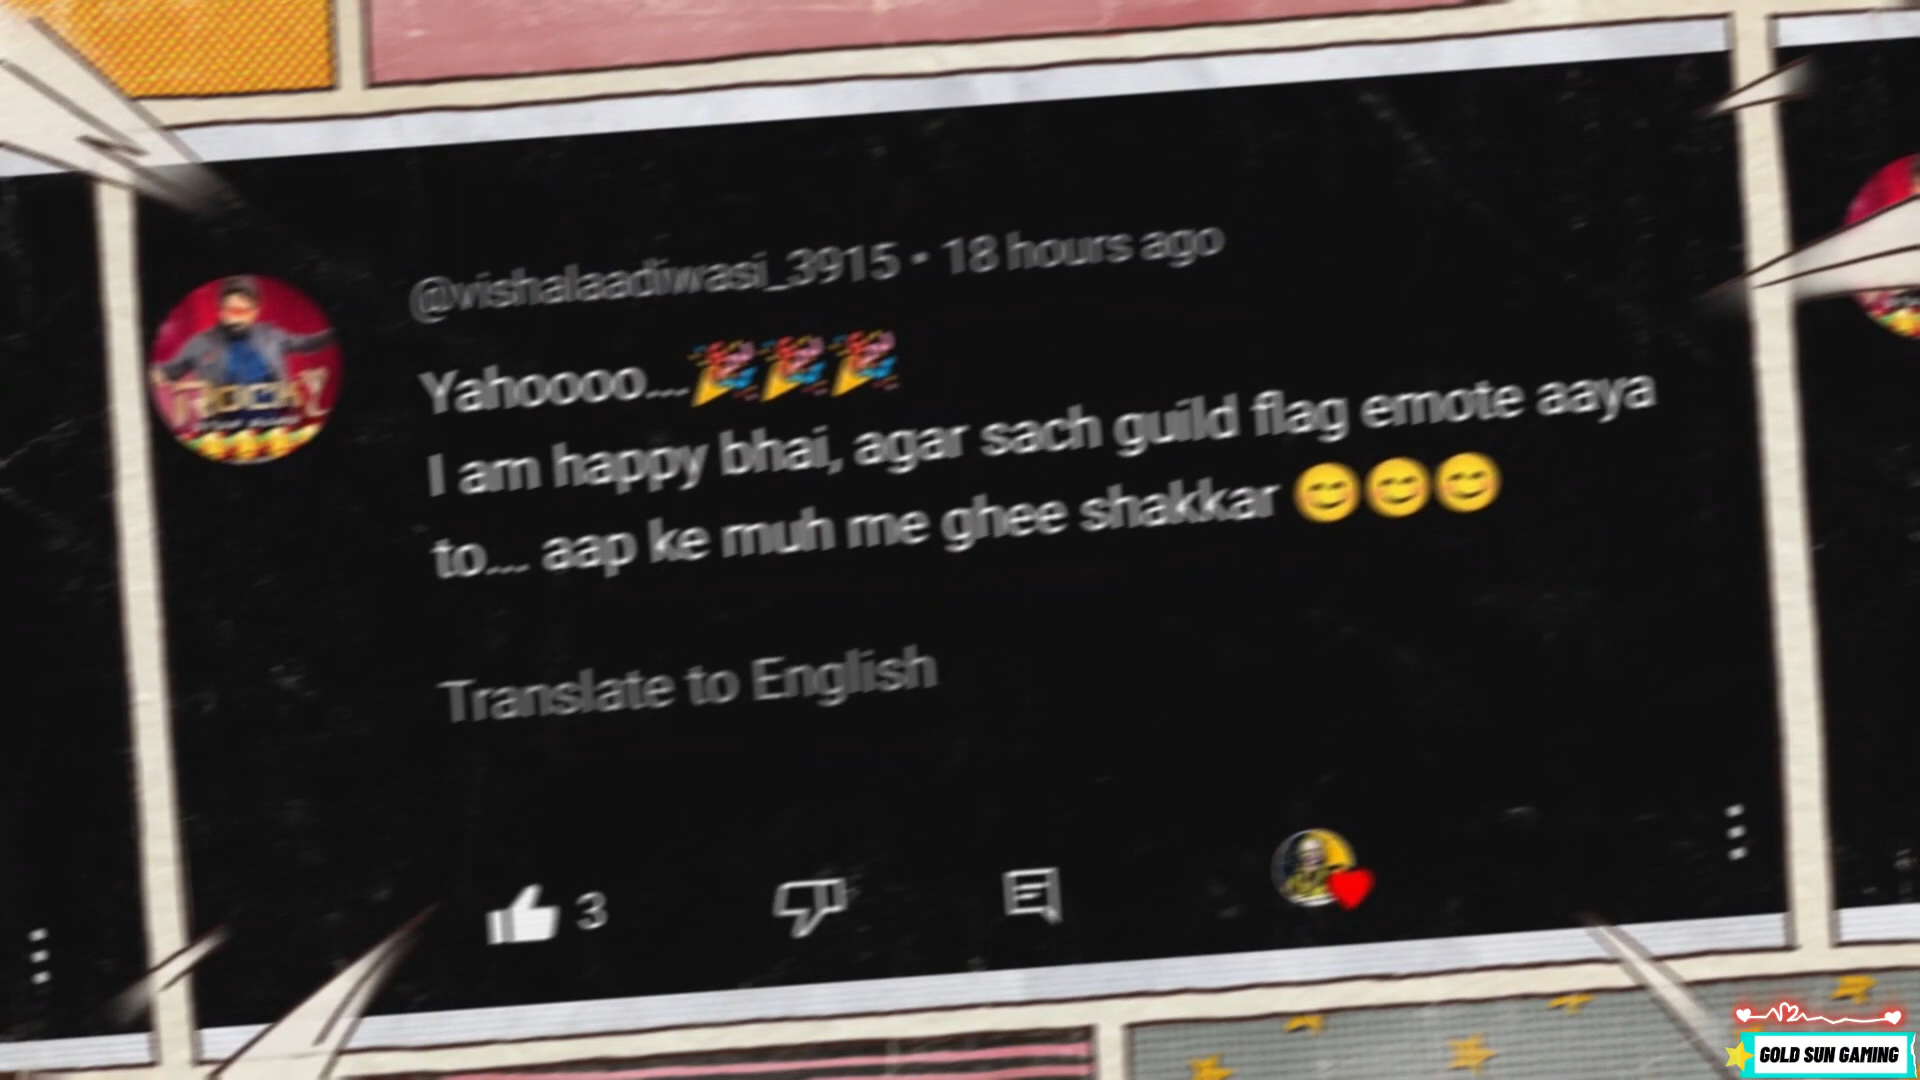 @vishalaadiwasi_3915 • 18 hours ago
Yahoooo...🎉🎉🎉
I am happy bhai, agar sach guild flag emote aaya
to... aap ke muh me ghee shakkar 😊😊😊
Translate to English
3
ROCKY
GOLD SUN GAMING